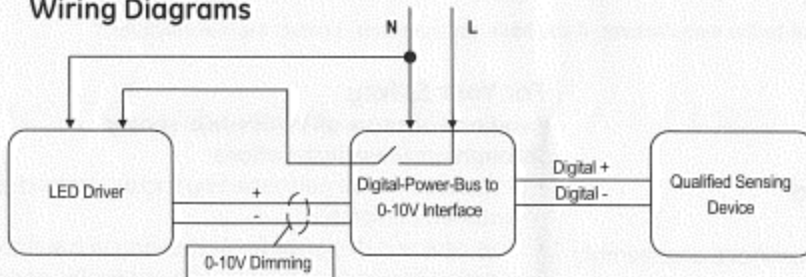 Wiring Diagrams
N
L
LED Driver
+
-
0-10V Dimming
Digital-Power-Bus to
0-10V Interface
Digital +
Digital -
Qualified Sensing
Device